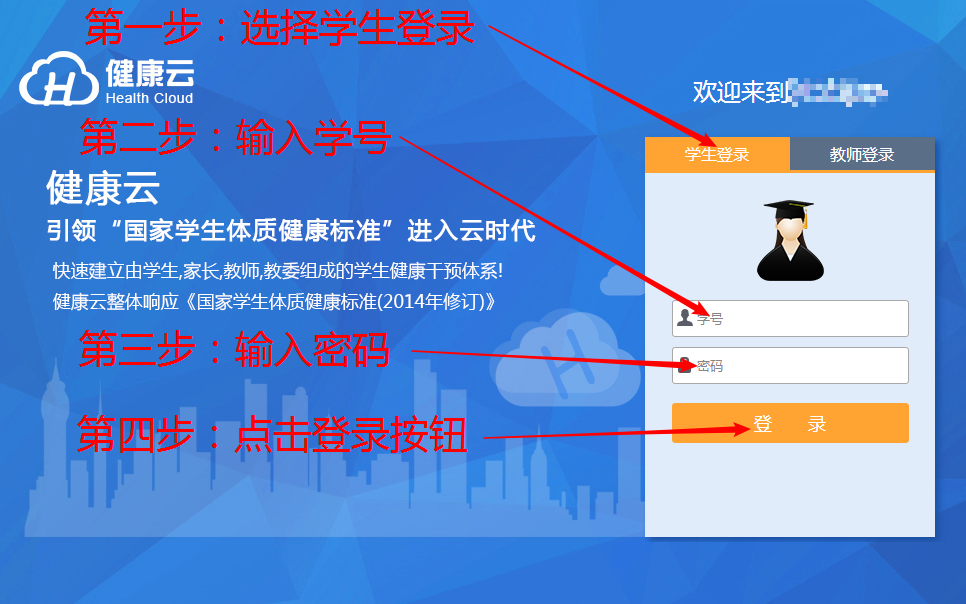 第一步：选择学生登录
健康云
Health Cloud
欢迎来到
第二步：输入学号
学生登录
教师登录
健康云
引领“国家学生体质健康标准”进入云时代
快速建立由学生,家长,教师,教委组成的学生健康干预体系!
健康云整体响应《国家学生体质健康标准(2014年修订)》
学号
第三步：输入密码
密码
第四步：点击登录按钮
登 录